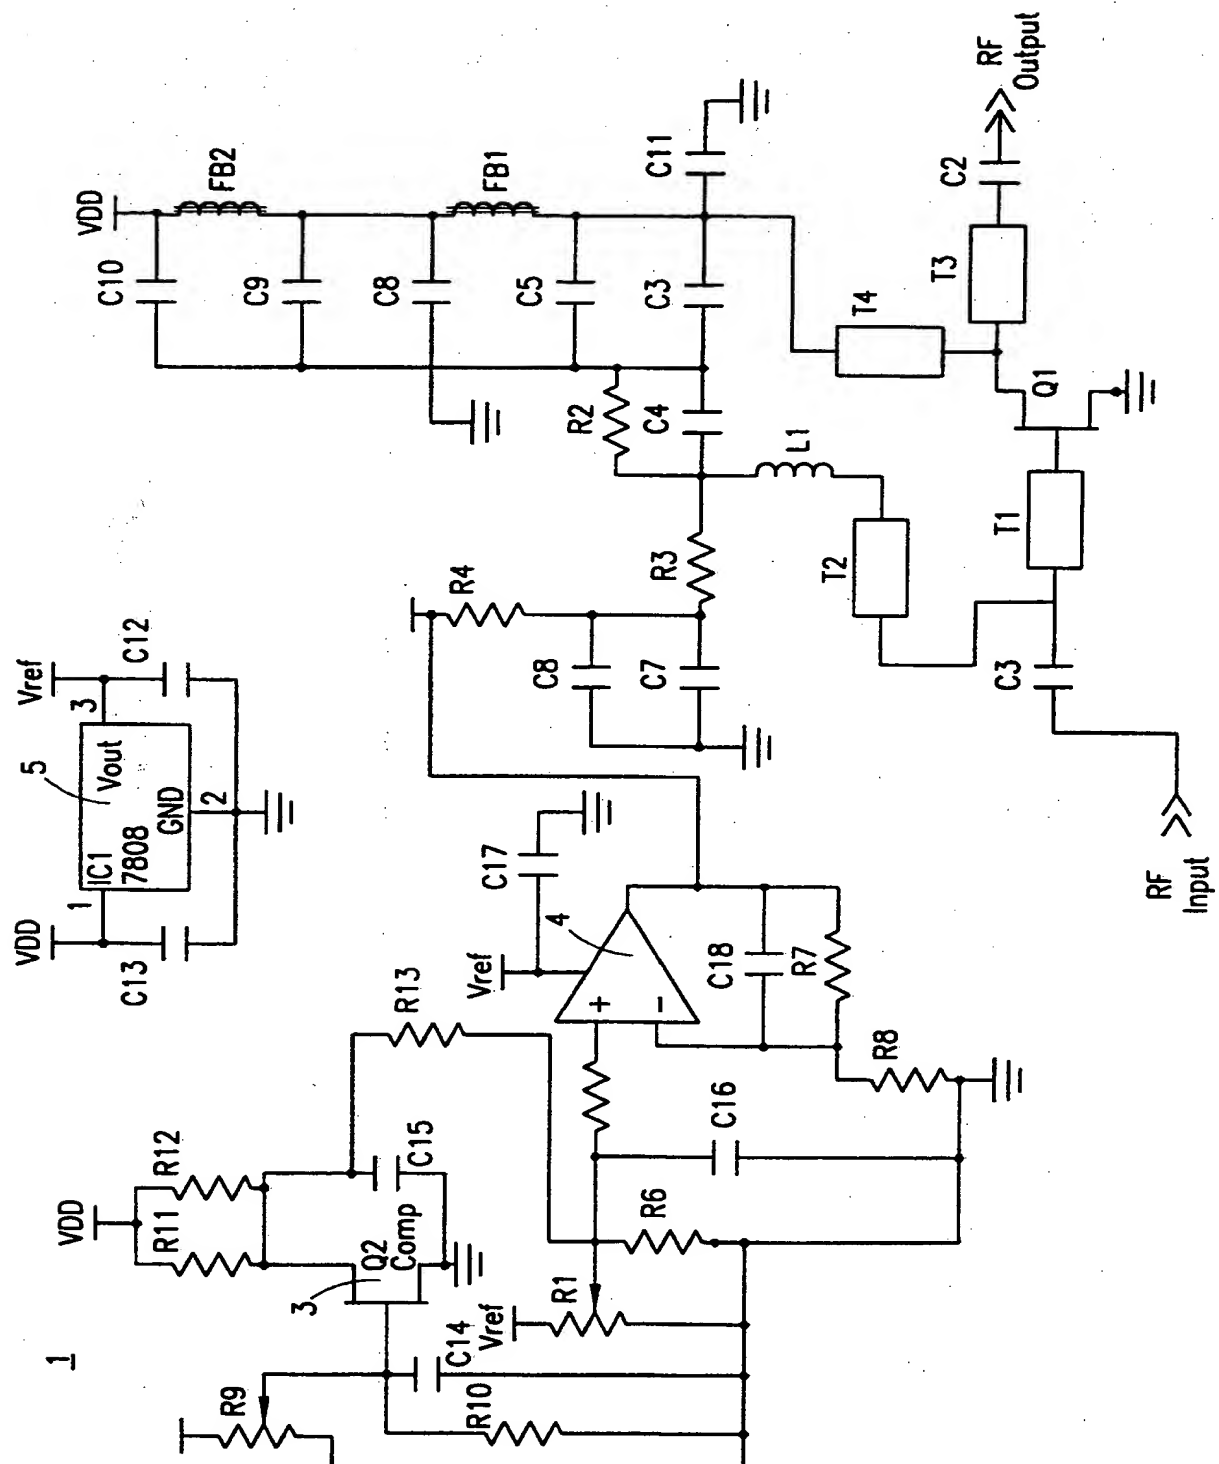 1
VDD
R11
R12
R9
3
Q2
Comp
C15
C14
R10
Vref
R1
R6
R13
C16
R8
VDD
1
C13
IC1
7808
Vout
GND
2
5
3
Vref
C12
Vref
C17
4
+
−
C18
R7
R4
C8
C7
R3
VDD
C10
FB2
C9
C8
FB1
C5
C3
C11
R2
C4
L1
T2
T4
T3
C2
RF
Output
Q1
T1
C3
RF
Input